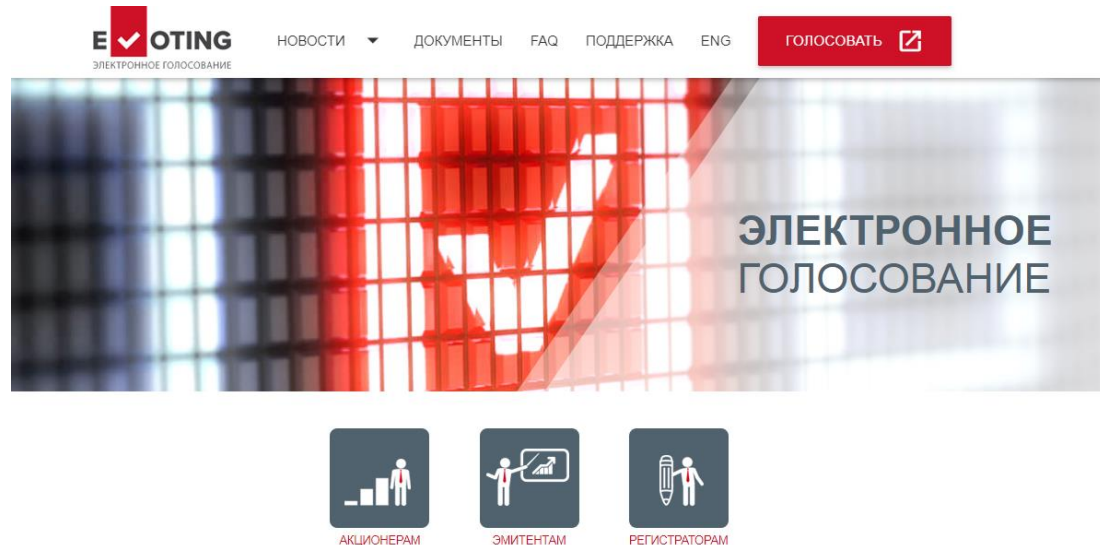 E OTING
ЭЛЕКТРОННОЕ ГОЛОСОВАНИЕ
НОВОСТИ ДОКУМЕНТЫ FAQ ПОДДЕРЖКА ENG ГОЛОСОВАТЬ
ЭЛЕКТРОННОЕ
ГОЛОСОВАНИЕ
АКЦИОНЕРАМ ЭМИТЕНТАМ РЕГИСТРАТОРАМ